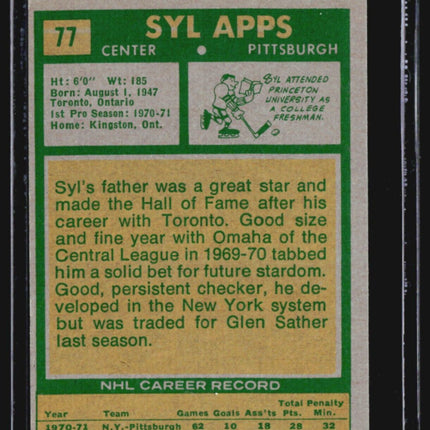 77
SYL APPS
CENTER • PITTSBURGH
Ht: 6'0" Wt: 185
Born: August 1, 1947
Toronto, Ontario
1st Pro Season: 1970-71
Home: Kingston, Ont.
SYL ATTENDED
PRINCETON
UNIVERSITY AS
A COLLEGE
FRESHMAN.
Syl's father was a great star and
made the Hall of Fame after his
career with Toronto. Good size
and fine year with Omaha of the
Central League in 1969-70 tabbed
him a solid bet for future stardom.
Good, persistent checker, he de-
veloped in the New York system
but was traded for Glen Sather
last season.
NHL CAREER RECORD
Total Penalty
Year Team Games Goals Ass'ts Pts. Min.
1970-71 N.Y.-Pittsburgh 62 10 18 28 32